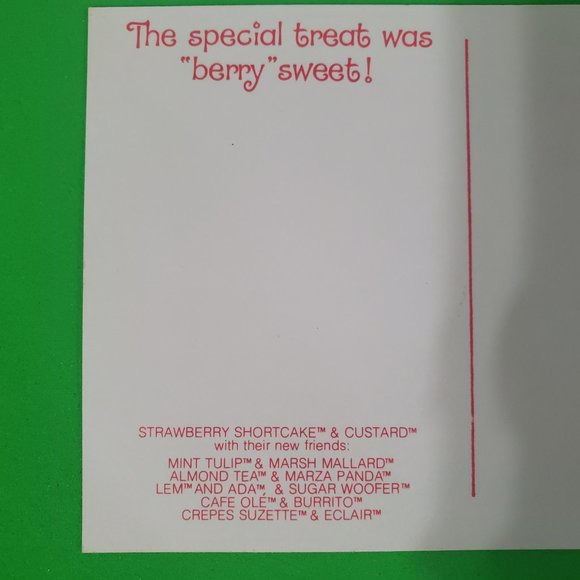 The special treat was
"berry" sweet!
STRAWBERRY SHORTCAKE™ & CUSTARD™
with their new friends:
MINT TULIP™ & MARSH MALLARD™
ALMOND TEA™ & MARZA PANDA™
LEM™ AND ADA™, & SUGAR WOOFER™
CAFE OLÉ™ & BURRITO™
CREPES SUZETTE™ & ECLAIR™